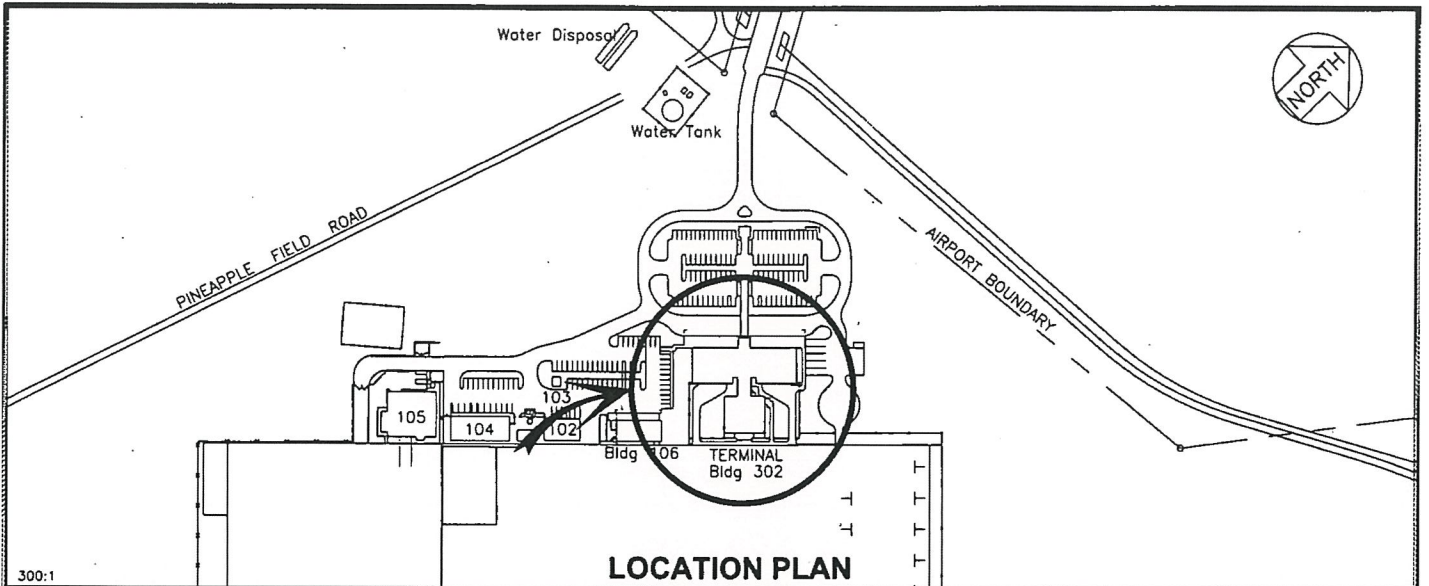 Water Disposal
NORTH
Water Tank
PINEAPPLE FIELD ROAD
AIRPORT BOUNDARY
103
105
104
102
Bldg 106
TERMINAL
Bldg 302
LOCATION PLAN
300:1